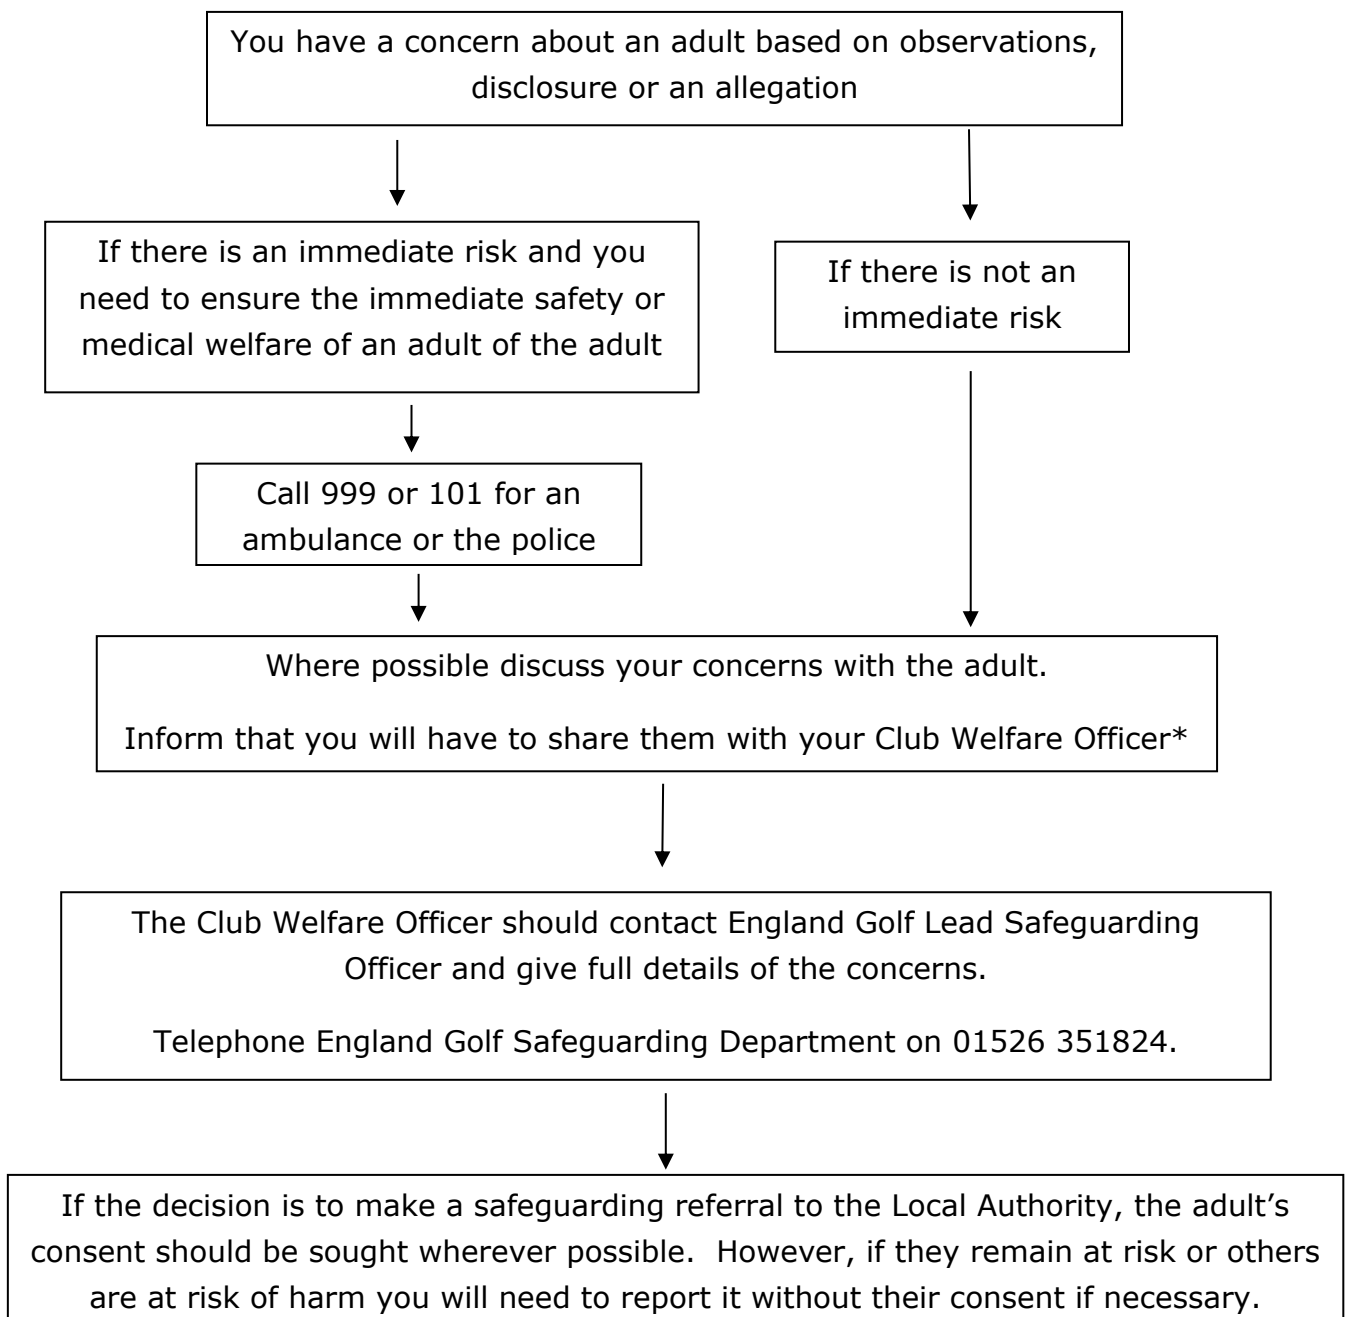 You have a concern about an adult based on observations,
disclosure or an allegation
If there is an immediate risk and you
need to ensure the immediate safety or
medical welfare of an adult of the adult
If there is not an
immediate risk
Call 999 or 101 for an
ambulance or the police
Where possible discuss your concerns with the adult.
Inform that you will have to share them with your Club Welfare Officer*
The Club Welfare Officer should contact England Golf Lead Safeguarding
Officer and give full details of the concerns.
Telephone England Golf Safeguarding Department on 01526 351824.
If the decision is to make a safeguarding referral to the Local Authority, the adult’s
consent should be sought wherever possible.  However, if they remain at risk or others
are at risk of harm you will need to report it without their consent if necessary.